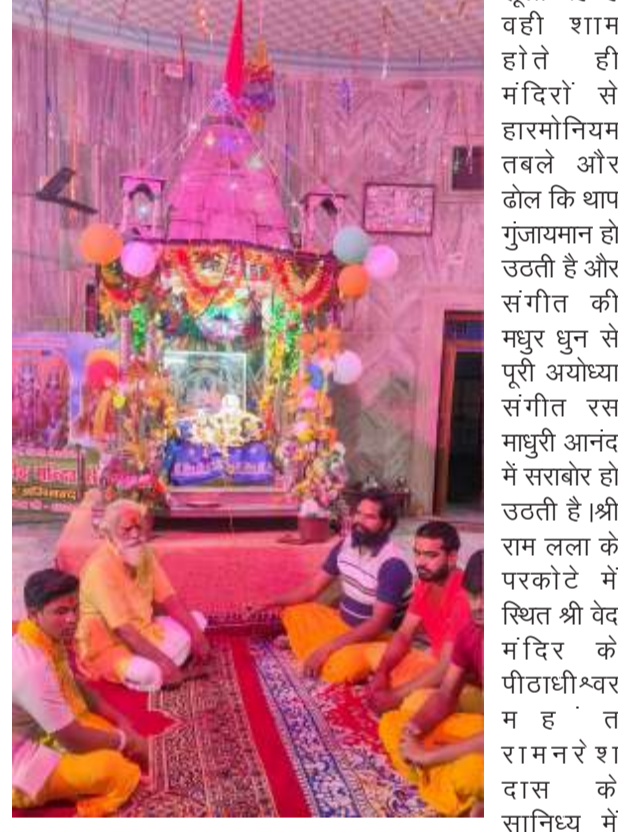 वही शाम
होते ही
मंदिरों से
हारमोनियम
तबले और
ढोल कि थाप
गुंजायमान हो
उठती है और
संगीत की
मधुर धुन से
पूरी अयोध्या
संगीत रस
माधुरी आनंद
में सराबोर हो
उठती है |श्री
राम लला के
परकोटे में
स्थित श्री वेद
मंदिर के
पीठाधीश्वर
महंत
रामनरेश
दास के
सानिध्य में